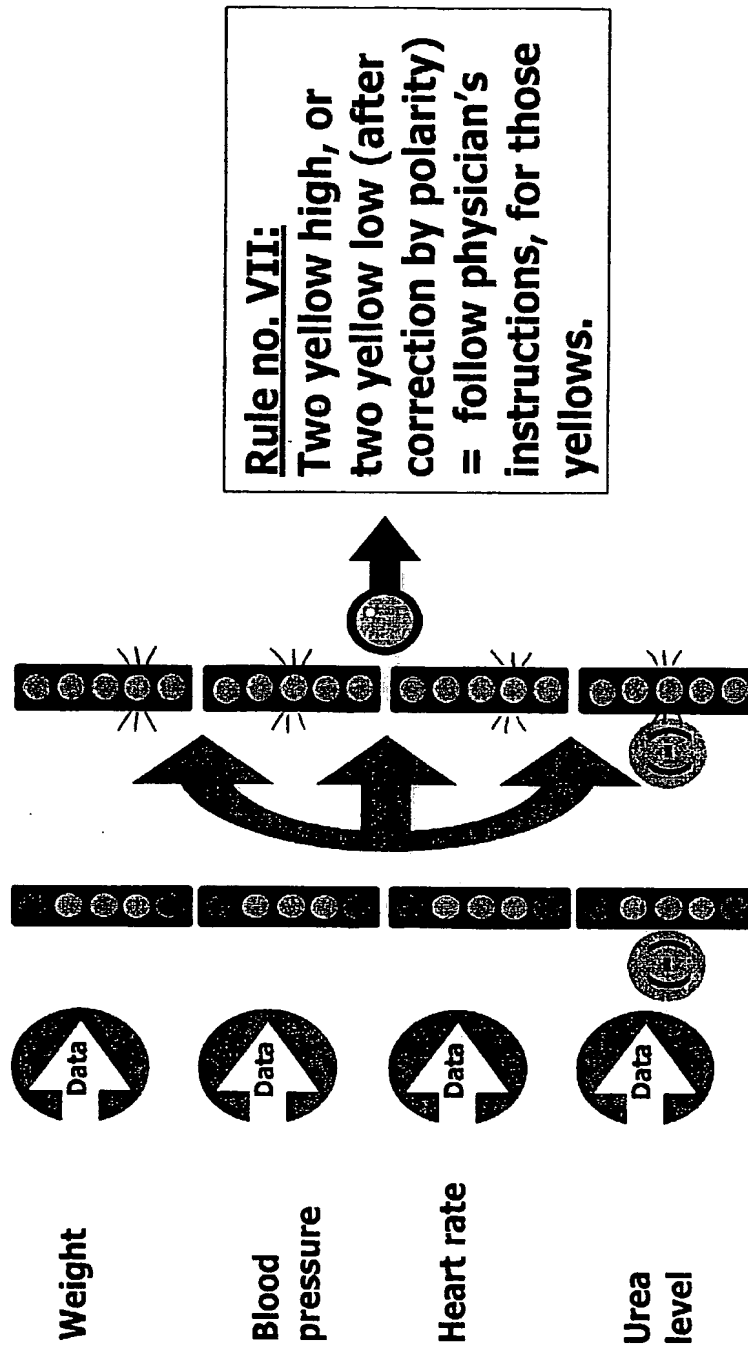 Weight
Data
Blood
pressure
Data
Heart rate
Data
Urea
level
Data
Rule no. VII:
Two yellow high, or
two yellow low (after
correction by polarity)
= follow physician's
instructions, for those
yellows.